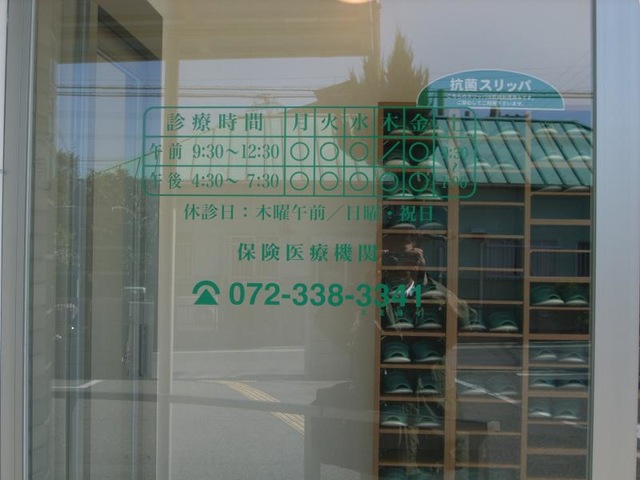 抗菌スリッパ
診療時間 月 火 水 木 金
午前 9:30～12:30 ○ ○ ○ ／ ○
午後 4:30～ 7:30 ○ ○ ○ ○ ○
休診日：木曜午前／日曜・祝日
保険医療機関
☎ 072-338-3341